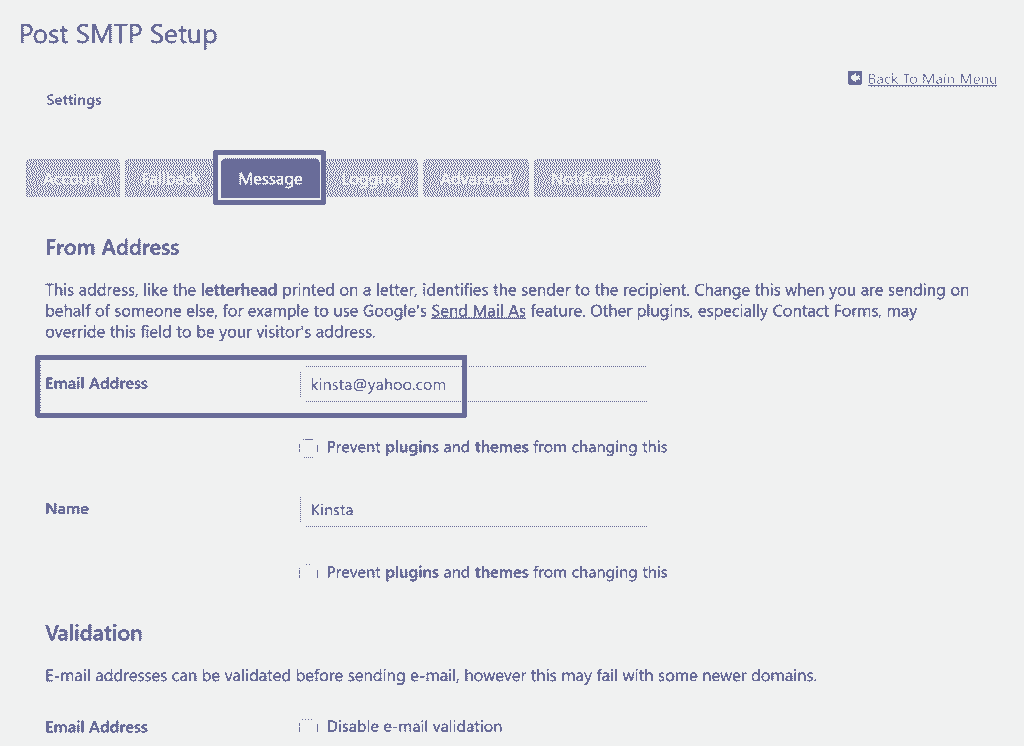 Post SMTP Setup
Back To Main Menu
Settings
Account Fallback Message Logging Advanced Notifications
From Address
This address, like the letterhead printed on a letter, identifies the sender to the recipient. Change this when you are sending on
behalf of someone else, for example to use Google's Send Mail As feature. Other plugins, especially Contact Forms, may
override this field to be your visitor's address.
Email Address kinsta@yahoo.com
Prevent plugins and themes from changing this
Name Kinsta
Prevent plugins and themes from changing this
Validation
E-mail addresses can be validated before sending e-mail, however this may fail with some newer domains.
Email Address Disable e-mail validation